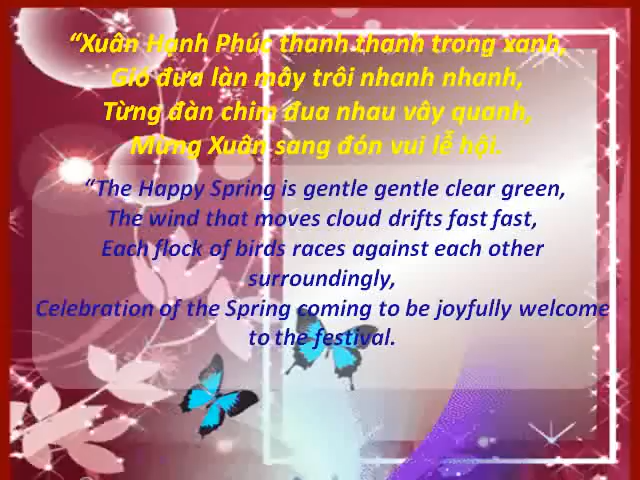 “Xuân Hạnh Phúc thanh thanh trong xanh,
Gió đưa làn mây trôi nhanh nhanh,
Từng đàn chim đua nhau vây quanh,
Mừng Xuân sang đón vui lễ hội.
“The Happy Spring is gentle gentle clear green,
The wind that moves cloud drifts fast fast,
Each flock of birds races against each other
surroundingly,
Celebration of the Spring coming to be joyfully welcome
to the festival.